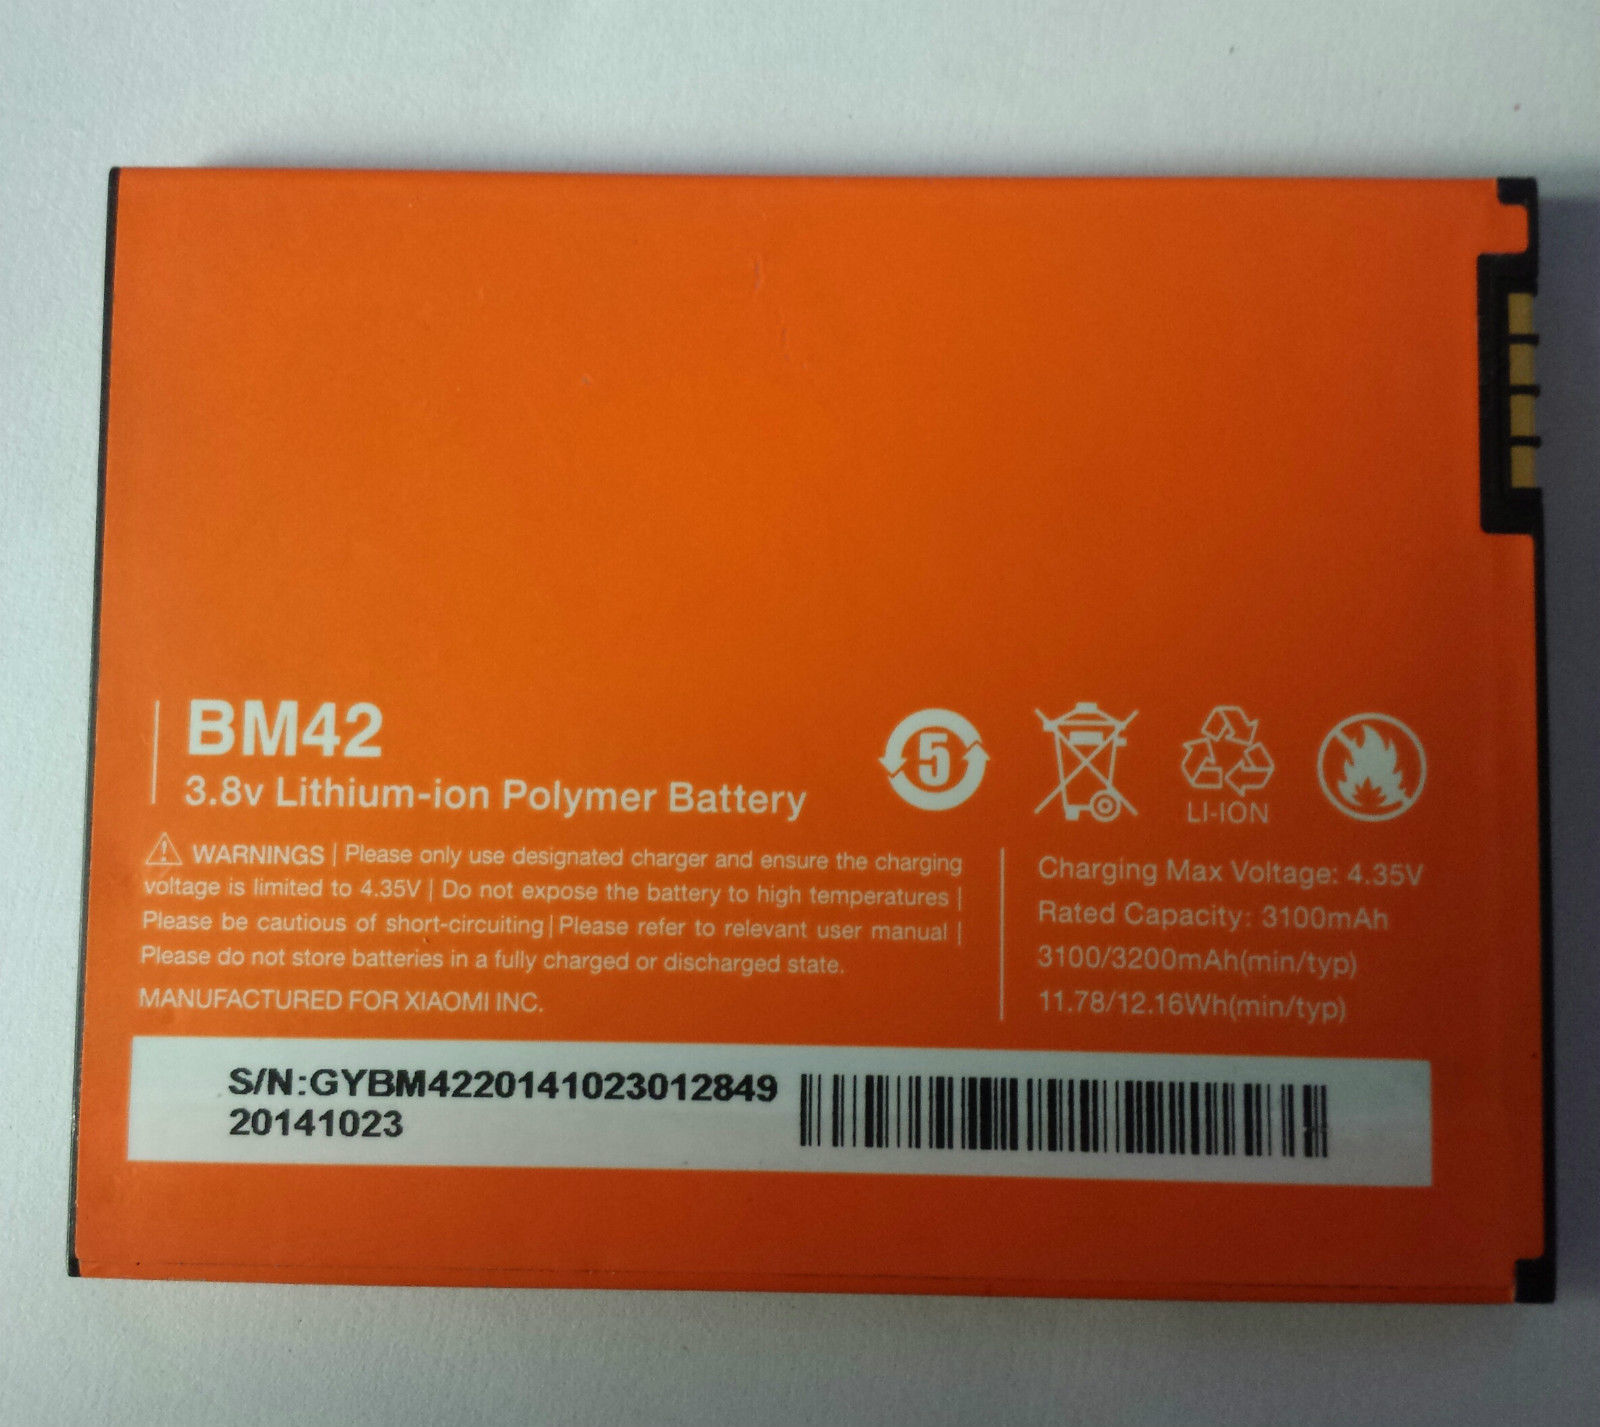 BM42
3.8v Lithium-ion Polymer Battery
5
LI-ION
WARNINGS | Please only use designated charger and ensure the charging
voltage is limited to 4.35V | Do not expose the battery to high temperatures |
Please be cautious of short-circuiting | Please refer to relevant user manual |
Please do not store batteries in a fully charged or discharged state.
MANUFACTURED FOR XIAOMI INC.
Charging Max Voltage: 4.35V
Rated Capacity: 3100mAh
3100/3200mAh(min/typ)
11.78/12.16Wh(min/typ)
S/N:GYBM4220141023012849
20141023